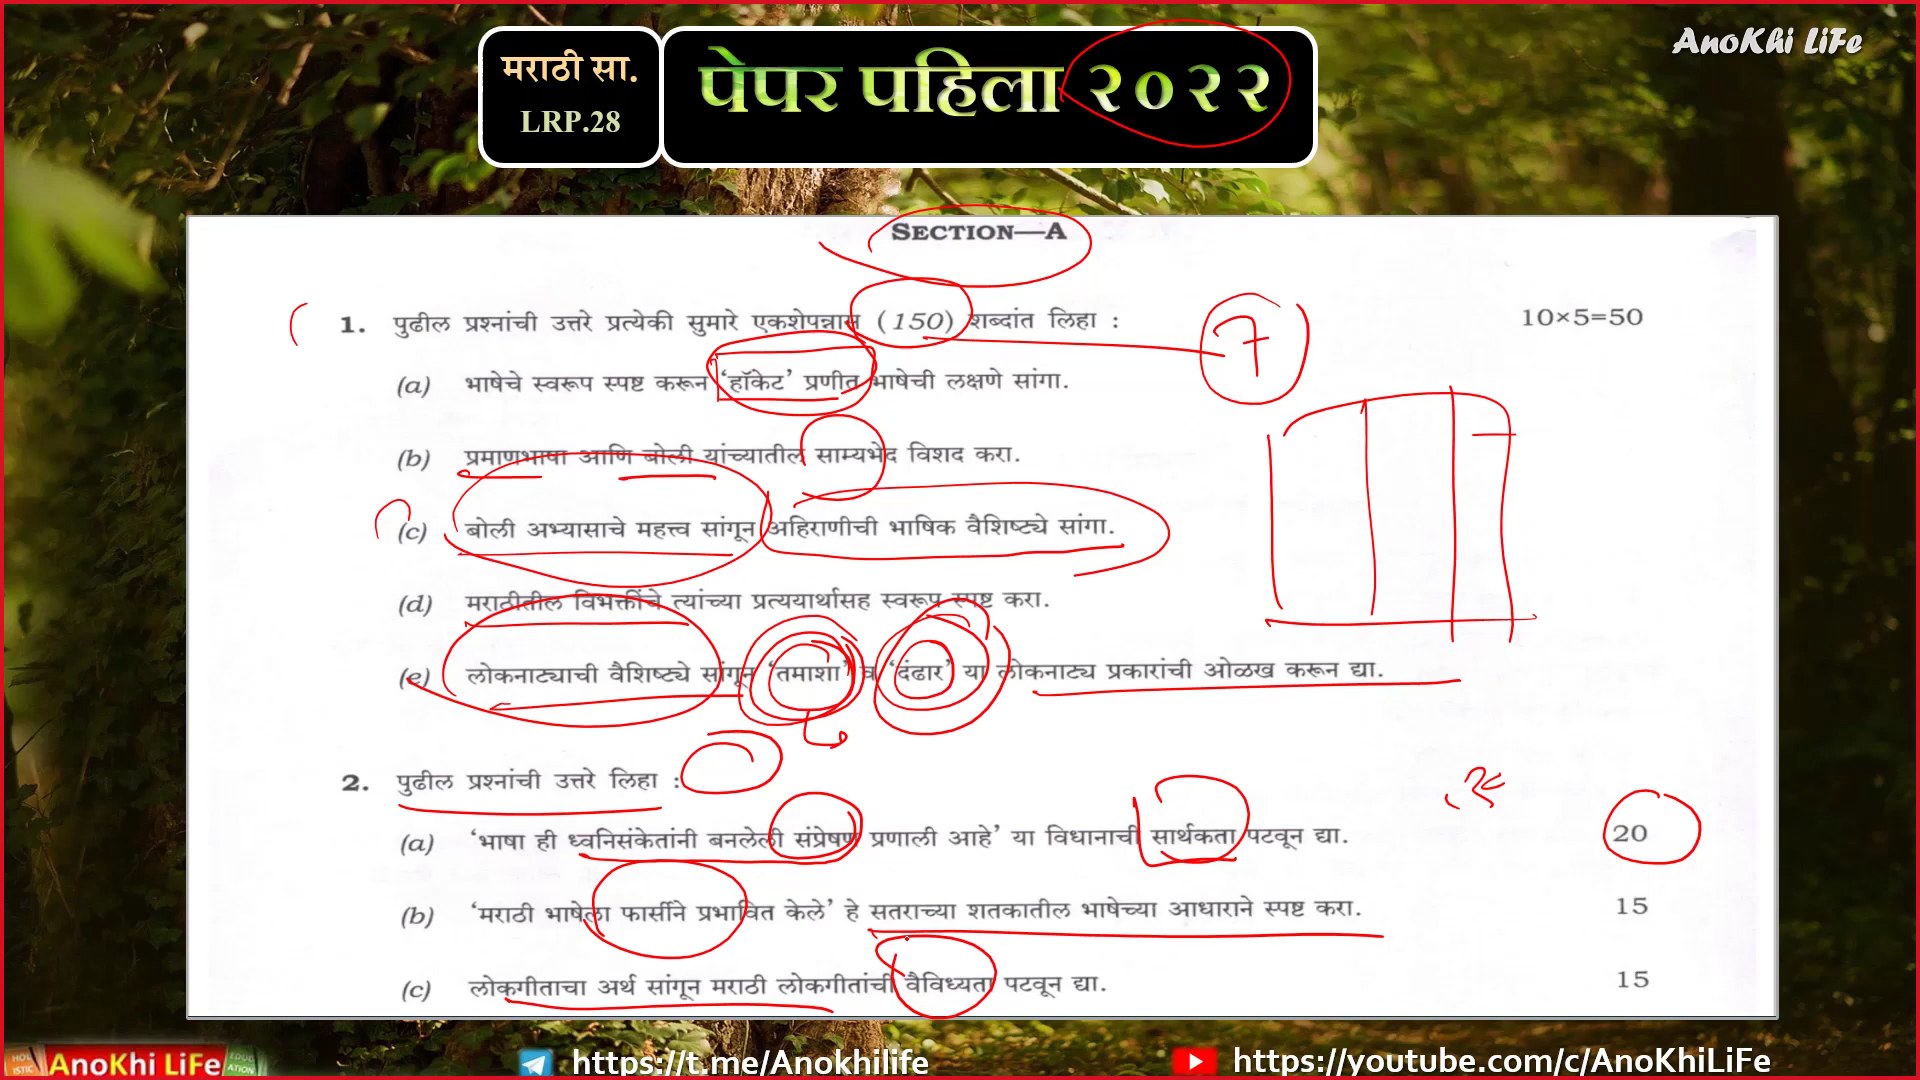 AnoKhi LiFe
मराठी सा.
LRP.28
पेपर पहिला २०२२
SECTION—A
1. पुढील प्रश्नांची उत्तरे प्रत्येकी सुमारे एकशेपन्नास (150) शब्दांत लिहा : 10×5=50
7
(a) भाषेचे स्वरूप स्पष्ट करून ‘हॉकेट’ प्रणीत भाषेची लक्षणे सांगा.
(b) प्रमाणभाषा आणि बोली यांच्यातील साम्यभेद विशद करा.
(c) बोली अभ्यासाचे महत्त्व सांगून अहिराणीची भाषिक वैशिष्ट्ये सांगा.
(d) मराठीतील विभक्तींचे त्यांच्या प्रत्ययार्थासह स्वरूप स्पष्ट करा.
(e) लोकनाट्याची वैशिष्ट्ये सांगून ‘तमाशा’ व ‘दंढार’ या लोकनाट्य प्रकारांची ओळख करून द्या.
2. पुढील प्रश्नांची उत्तरे लिहा :
(a) ‘भाषा ही ध्वनिसंकेतांनी बनलेली संप्रेषण प्रणाली आहे’ या विधानाची सार्थकता पटवून द्या. 20
(b) ‘मराठी भाषेला फार्सीने प्रभावित केले’ हे सतराच्या शतकातील भाषेच्या आधाराने स्पष्ट करा. 15
(c) लोकगीताचा अर्थ सांगून मराठी लोकगीतांची वैविध्यता पटवून द्या. 15
HOLISTIC AnoKhi LiFe EDUCATION
https://t.me/Anokhilife
https://youtube.com/c/AnoKhiLiFe